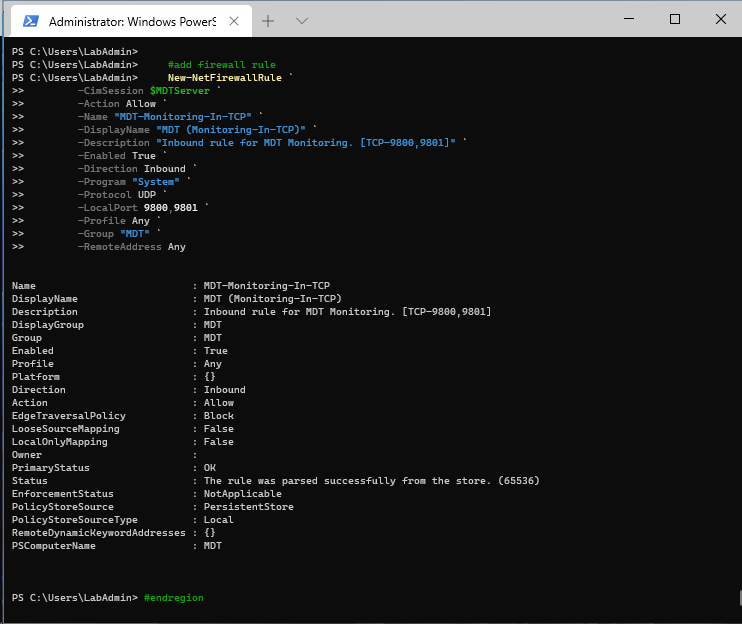 Administrator: Windows PowerS
PS C:\Users\LabAdmin>
PS C:\Users\LabAdmin>     #add firewall rule
PS C:\Users\LabAdmin>     New-NetFirewallRule `
>>         -CimSession $MDTServer `
>>         -Action Allow `
>>         -Name "MDT-Monitoring-In-TCP" `
>>         -DisplayName "MDT (Monitoring-In-TCP)" `
>>         -Description "Inbound rule for MDT Monitoring. [TCP-9800,9801]" `
>>         -Enabled True `
>>         -Direction Inbound `
>>         -Program "System" `
>>         -Protocol UDP `
>>         -LocalPort 9800,9801 `
>>         -Profile Any `
>>         -Group "MDT" `
>>         -RemoteAddress Any
Name                          : MDT-Monitoring-In-TCP
DisplayName                   : MDT (Monitoring-In-TCP)
Description                   : Inbound rule for MDT Monitoring. [TCP-9800,9801]
DisplayGroup                  : MDT
Group                         : MDT
Enabled                       : True
Profile                       : Any
Platform                      : {}
Direction                     : Inbound
Action                        : Allow
EdgeTraversalPolicy           : Block
LooseSourceMapping            : False
LocalOnlyMapping              : False
Owner                         :
PrimaryStatus                 : OK
Status                        : The rule was parsed successfully from the store. (65536)
EnforcementStatus             : NotApplicable
PolicyStoreSource             : PersistentStore
PolicyStoreSourceType         : Local
RemoteDynamicKeywordAddresses : {}
PSComputerName                : MDT
PS C:\Users\LabAdmin> #endregion